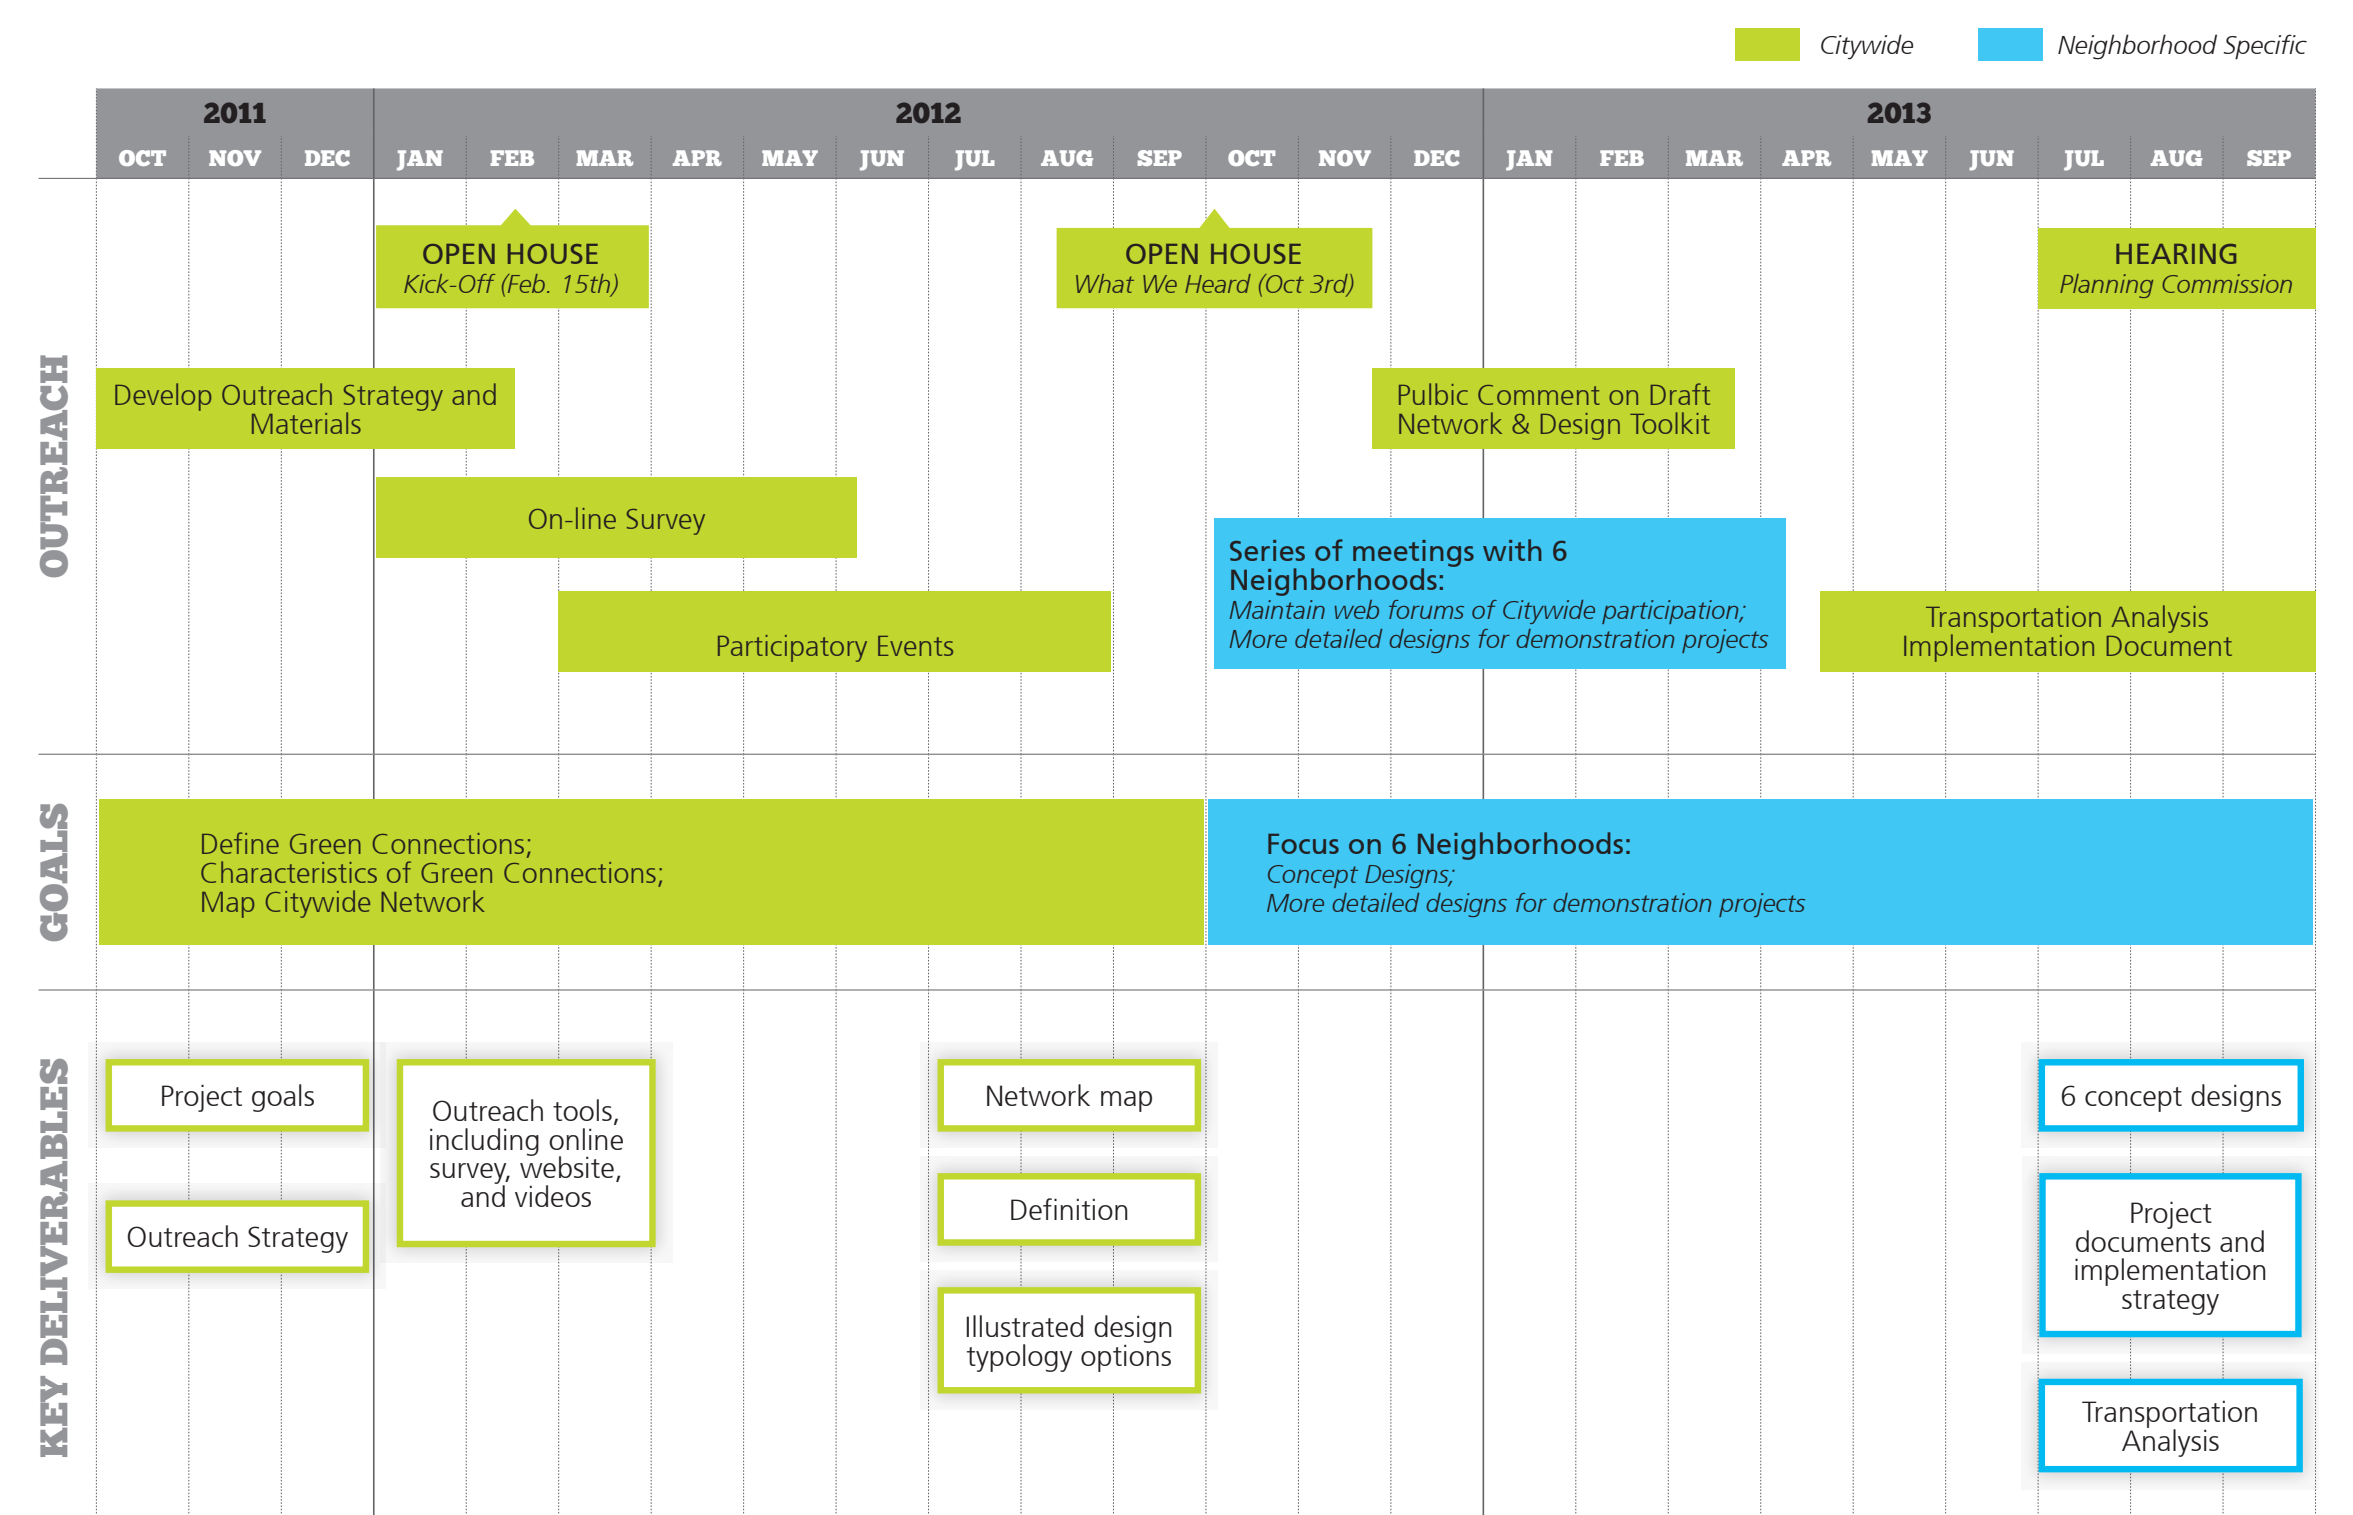 Citywide
Neighborhood Specific
2011
2012
2013
OCT NOV DEC JAN FEB MAR APR MAY JUN JUL AUG SEP OCT NOV DEC JAN FEB MAR APR MAY JUN JUL AUG SEP
OUTREACH
OPEN HOUSE
Kick-Off (Feb. 15th)
OPEN HOUSE
What We Heard (Oct 3rd)
HEARING
Planning Commission
Develop Outreach Strategy and
Materials
Pulbic Comment on Draft
Network & Design Toolkit
On-line Survey
Series of meetings with 6
Neighborhoods:
Maintain web forums of Citywide participation;
More detailed designs for demonstration projects
Participatory Events
Transportation Analysis
Implementation Document
GOALS
Define Green Connections;
Characteristics of Green Connections;
Map Citywide Network
Focus on 6 Neighborhoods:
Concept Designs;
More detailed designs for demonstration projects
KEY DELIVERABLES
Project goals
Outreach Strategy
Outreach tools,
including online
survey, website,
and videos
Network map
Definition
Illustrated design
typology options
6 concept designs
Project
documents and
implementation
strategy
Transportation
Analysis